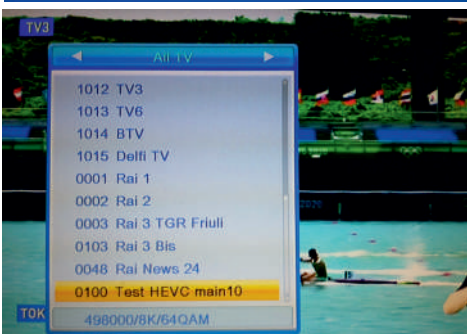 TV3
All TV
1012 TV3
1013 TV6
1014 BTV
1015 Delfi TV
0001 Rai 1
0002 Rai 2
0003 Rai 3 TGR Friuli
0103 Rai 3 Bis
0048 Rai News 24
0100 Test HEVC main10
TOK
498000/8K/64QAM